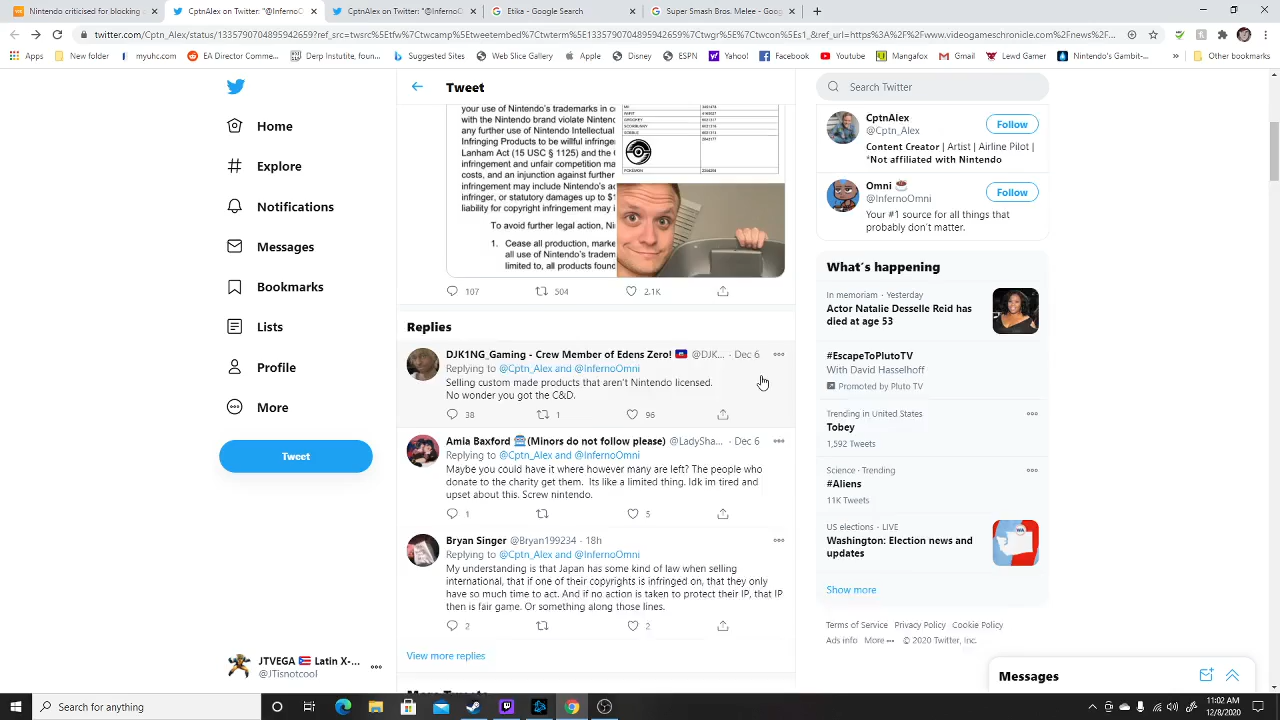 Nintendo criticised for blocking
CptnAlex on Twitter: "@InfernoO
CptnAlex on Twitter: "@InfernoO
Etika - Google Search
Super Smash Bros. Melee - Goog
twitter.com/Cptn_Alex/status/1335790704895942659?ref_src=twsrc%5Etfw%7Ctwcamp%5Etweetembed%7Ctwterm%5E1335790704895942659%7Ctwgr%5E%7Ctwcon%5Es1_&ref_url=https%3A%2F%2Fwww.videogameschronicle.com%2Fnews%2F...
Apps
New folder
myuhc.com
EA Director-Comme...
Derp Institute, Hom...
Suggested Sites
Web Slice Gallery
Apple
Disney
ESPN
Yahoo!
Facebook
Youtube
Mangafox
Gmail
Lewd Gamer
Nintendo's Gambit-...
Other bookmarks
Home
Explore
Notifications
Messages
Bookmarks
Lists
Profile
More
Tweet
JTVEGA 🇵🇷 Latin X-...
@JTisnotcool
Tweet
your use of Nintendo's trademarks in c
with the Nintendo brand violate Ninten
any further use of Nintendo Intellectual
Infringing Products to be willful infringe
Lanham Act (15 USC § 1125) and the C
infringement and unfair competition ma
costs, and an injunction against further
infringement may include Nintendo's ac
infringer, or statutory damages up to $1
liability for copyright infringement may i
To avoid further legal action, Ni
1. Cease all production, marke
all use of Nintendo's tradem
limited to, all products found
POKEMON
107
504
2.1K
Replies
DJK1NG_Gaming - Crew Member of Edens Zero! 🇭🇹 @DJK... · Dec 6
Replying to @Cptn_Alex and @InfernoOmni
Selling custom made products that aren't Nintendo licensed.
No wonder you got the C&D.
38
1
96
Amia Baxford (Minors do not follow please) @LadySha... · Dec 6
Replying to @Cptn_Alex and @InfernoOmni
Maybe you could have it where however many are left? The people who
donate to the charity get them. Its like a limited thing. Idk im tired and
upset about this. Screw nintendo.
1
5
Bryan Singer @Bryan199234 · 18h
Replying to @Cptn_Alex and @InfernoOmni
My understanding is that Japan has some kind of law when selling
international, that if one of their copyrights is infringed on, that they only
have so much time to act. And if no action is taken to protect their IP, that IP
then is fair game. Or something along those lines.
2
2
View more replies
More Tweets
Search Twitter
CptnAlex
@Cptn_Alex
Follow
Content Creator | Artist | Airline Pilot |
*Not affiliated with Nintendo
Omni ☕
@InfernoOmni
Follow
Your #1 source for all things that
probably don't matter.
What's happening
In memoriam · Yesterday
Actor Natalie Desselle Reid has
died at age 53
#EscapeToPlutoTV
With David Hasselhoff
Promoted by Pluto TV
Trending in United States
Tobey
1,592 Tweets
Science · Trending
#Aliens
11K Tweets
US elections · LIVE
Washington: Election news and
updates
Show more
Terms of Service Privacy Policy Cookie Policy
Ads info More © 2020 Twitter, Inc.
Messages
Search for anything
11:02 AM
12/8/2020